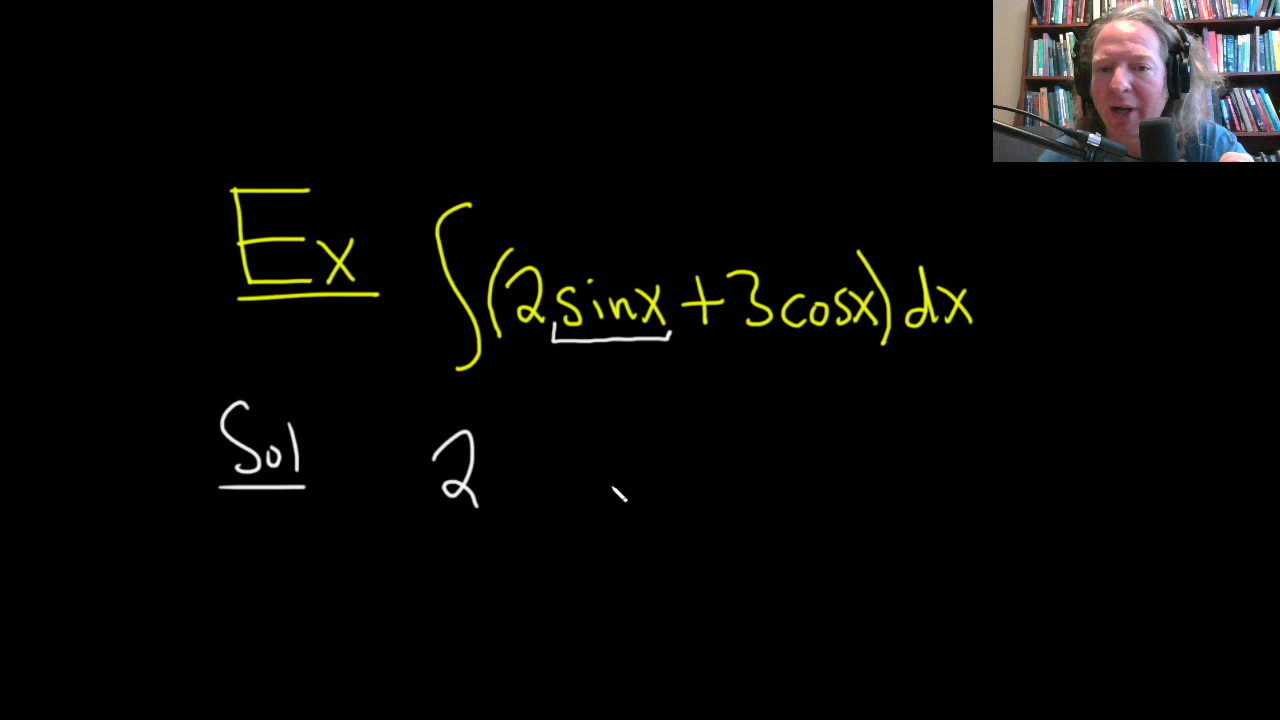 Ex ∫(2sinx+3cosx)dx
Sol 2